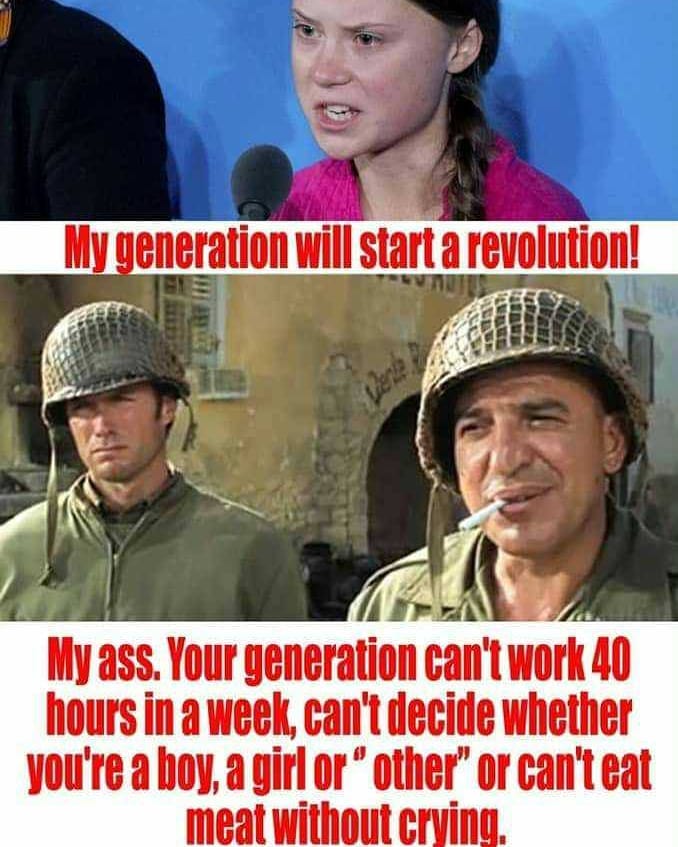 My generation will start a revolution!
My ass. Your generation can't work 40
hours in a week, can't decide whether
you're a boy, a girl or “ other” or can't eat
meat without crying.